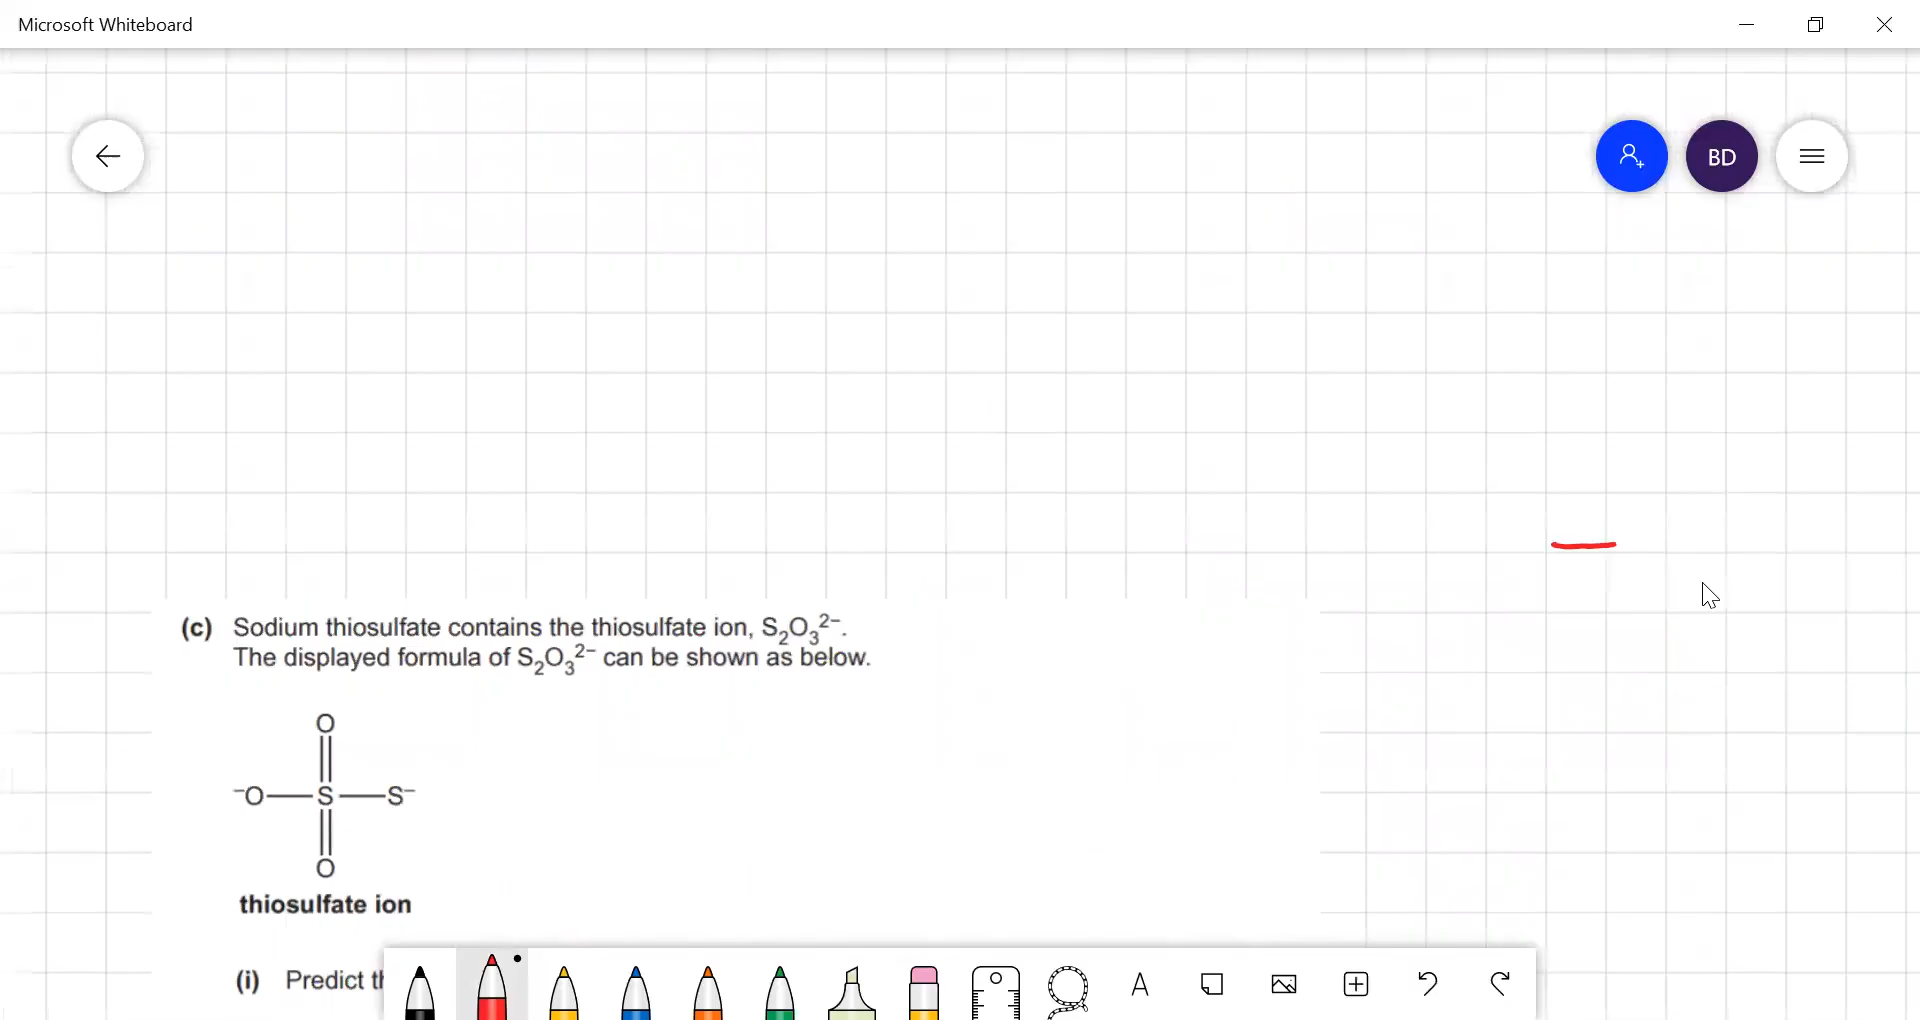 Microsoft Whiteboard
BD
(c) Sodium thiosulfate contains the thiosulfate ion, S₂O₃²⁻.
The displayed formula of S₂O₃²⁻ can be shown as below.
O
⁻O—S—S⁻
O
thiosulfate ion
(i) Predict
A